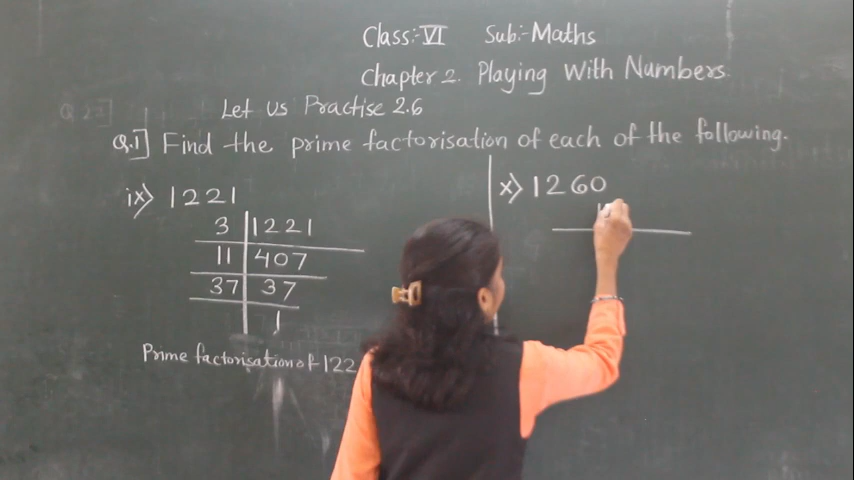 Class:-VI Sub:-Maths
Chapter 2. Playing With Numbers
Let us Practise 2.6
Q.1] Find the prime factorisation of each of the following.
ix) 1221
3 1221
11 407
37 37
1
Prime factorisation of 122
x) 1260